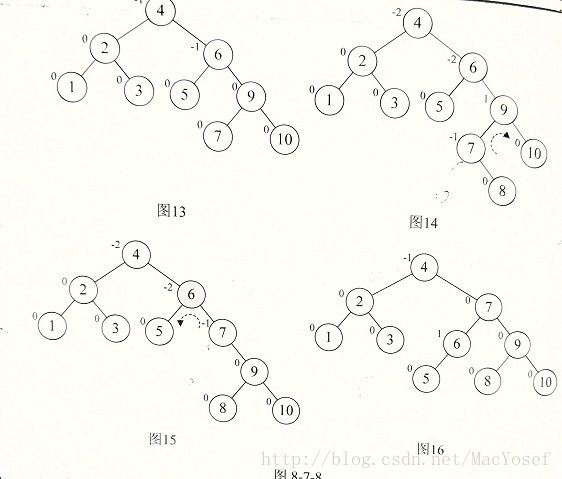 -1 4
0 2 -1 6
0 1 0 3 0 5 0 9
0 7 0 10
图13
-2 4
0 2 -2 6
0 1 0 3 0 5 1 9
-1 7 0 10
0 8
图14
-2 4
0 2 -2 6
0 1 0 3 0 5 -1 7
0 9
0 8 0 10
图15
-1 4
0 2 0 7
0 1 0 3 1 6 0 9
0 5 0 8 0 10
图16
http://blog.csdn.net/MacYosef
图 8-7-8